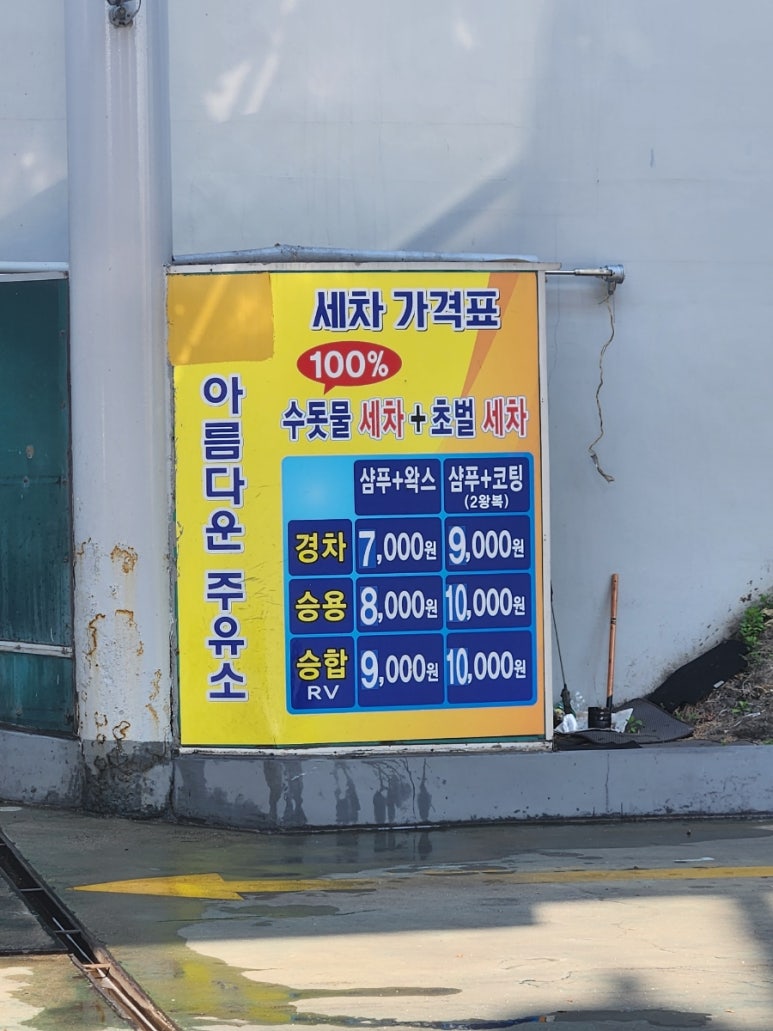 세차 가격표
100%
수돗물 세차+초벌 세차
아름다운 주유소
샴푸+왁스 샴푸+코팅
(2왕복)
경차 7,000원 9,000원
승용 8,000원 10,000원
승합 9,000원 10,000원
RV